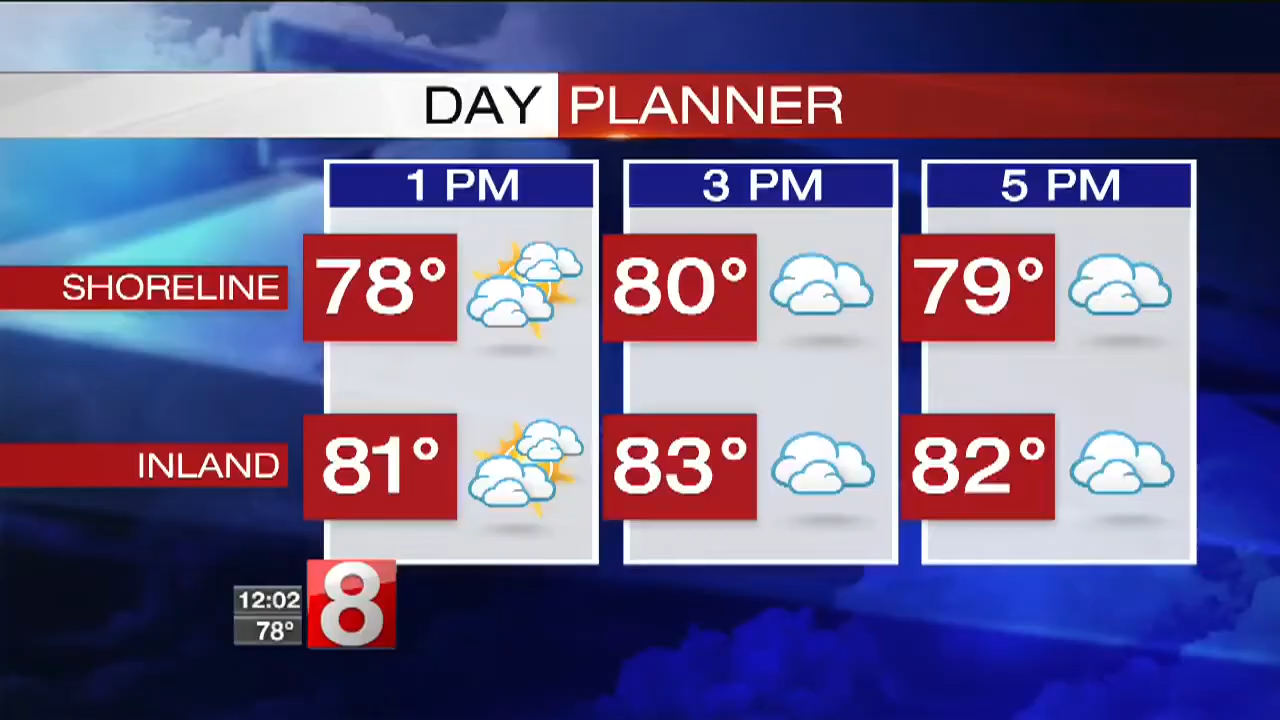 DAY PLANNER
1 PM 3 PM 5 PM
SHORELINE 78° 80° 79°
INLAND 81° 83° 82°
12:02
78°
8